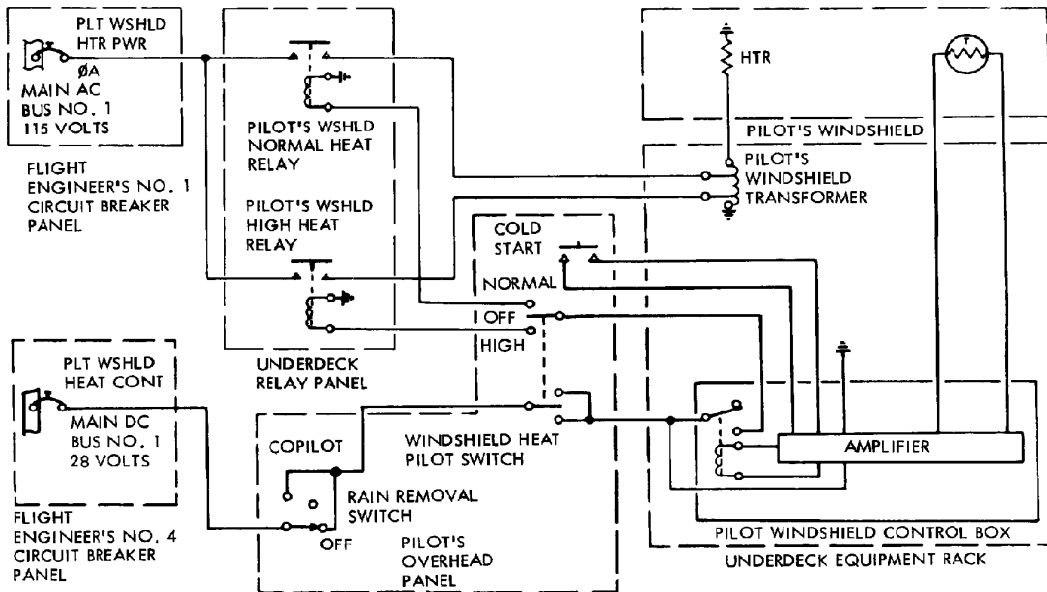 PLT WSHLD
HTR PWR
ØA
MAIN AC
BUS NO. 1
115 VOLTS
FLIGHT
ENGINEER'S NO. 1
CIRCUIT BREAKER
PANEL
PILOT'S WSHLD
NORMAL HEAT
RELAY
PILOT'S WSHLD
HIGH HEAT
RELAY
UNDERDECK
RELAY PANEL
HTR
T
PILOT'S WINDSHIELD
PILOT'S
WINDSHIELD
TRANSFORMER
COLD
START
NORMAL
OFF
HIGH
PLT WSHLD
HEAT CONT
MAIN DC
BUS NO. 1
28 VOLTS
FLIGHT
ENGINEER'S NO. 4
CIRCUIT BREAKER
PANEL
COPILOT
WINDSHIELD HEAT
PILOT SWITCH
RAIN REMOVAL
SWITCH
OFF
PILOT'S
OVERHEAD
PANEL
AMPLIFIER
PILOT WINDSHIELD CONTROL BOX
UNDERDECK EQUIPMENT RACK